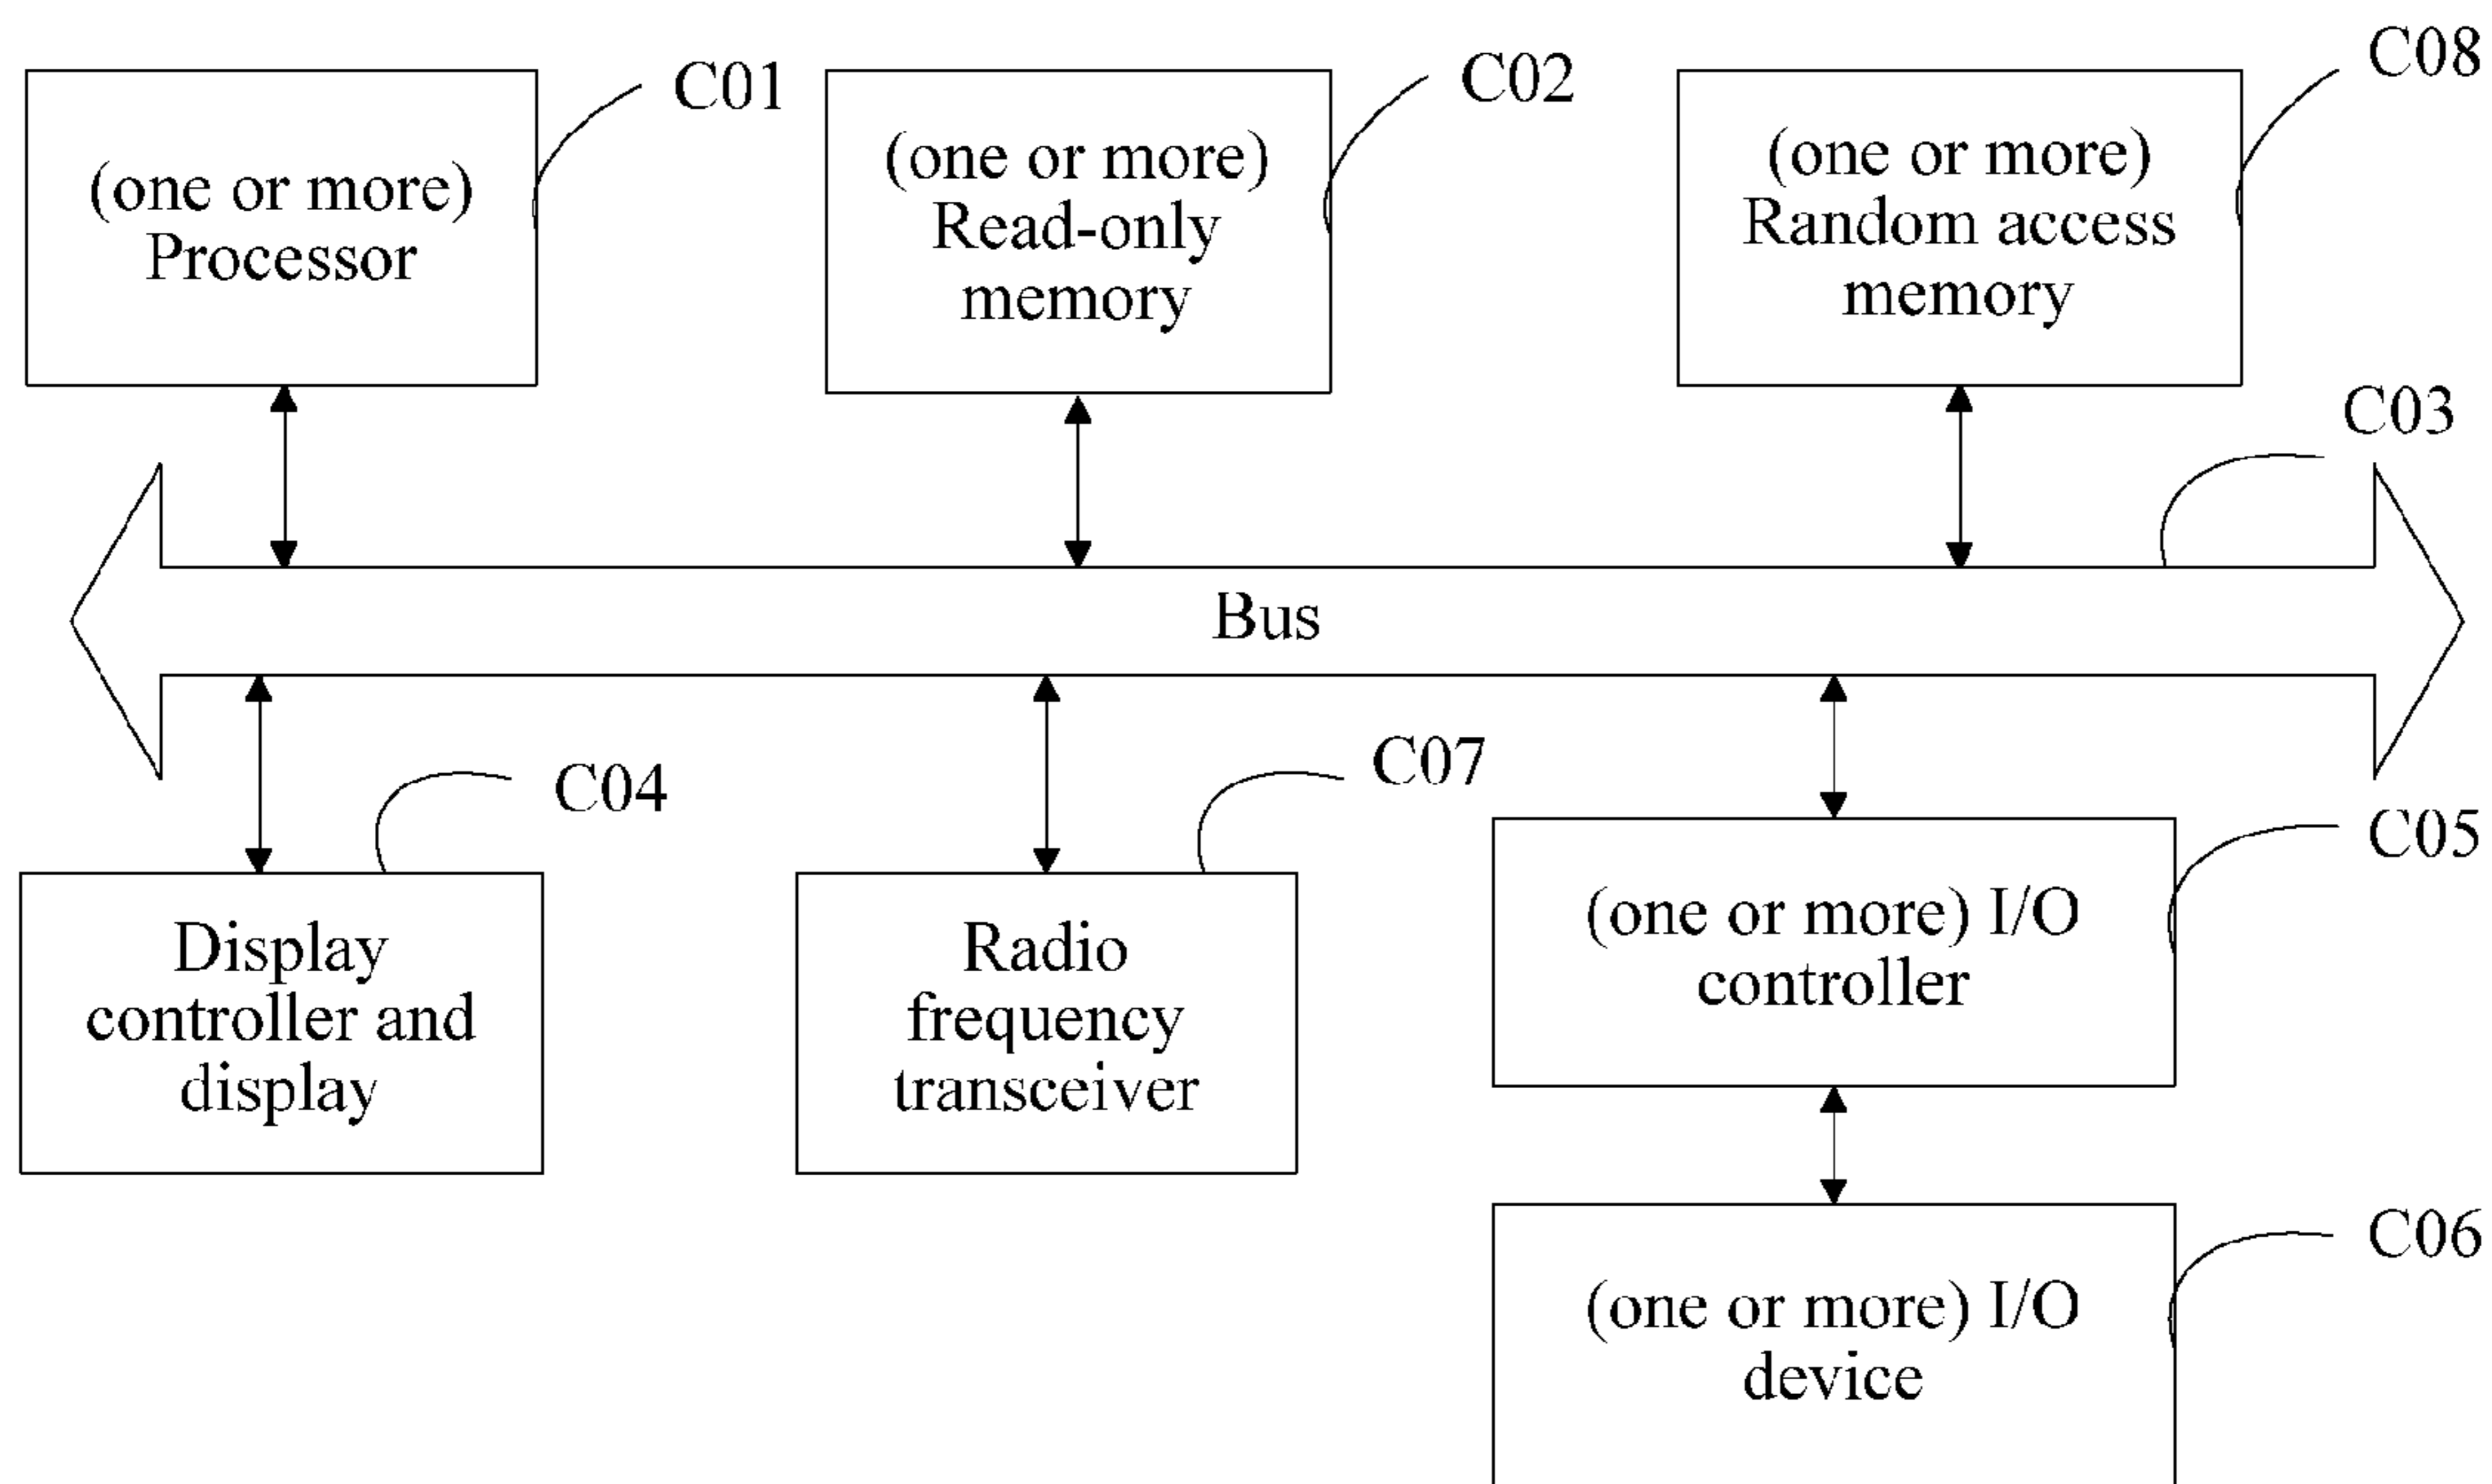 C01
(one or more)
Processor
C02
(one or more)
Read-only
memory
C08
(one or more)
Random access
memory
C03
Bus
C04
Display
controller and
display
C07
Radio
frequency
transceiver
C05
(one or more) I/O
controller
C06
(one or more) I/O
device